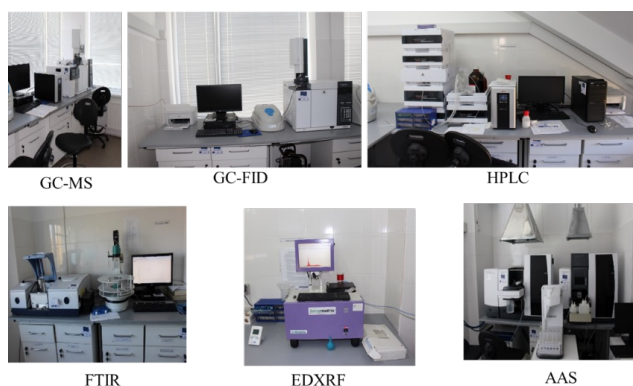 GC-MS
GC-FID
HPLC
FTIR
EDXRF
AAS